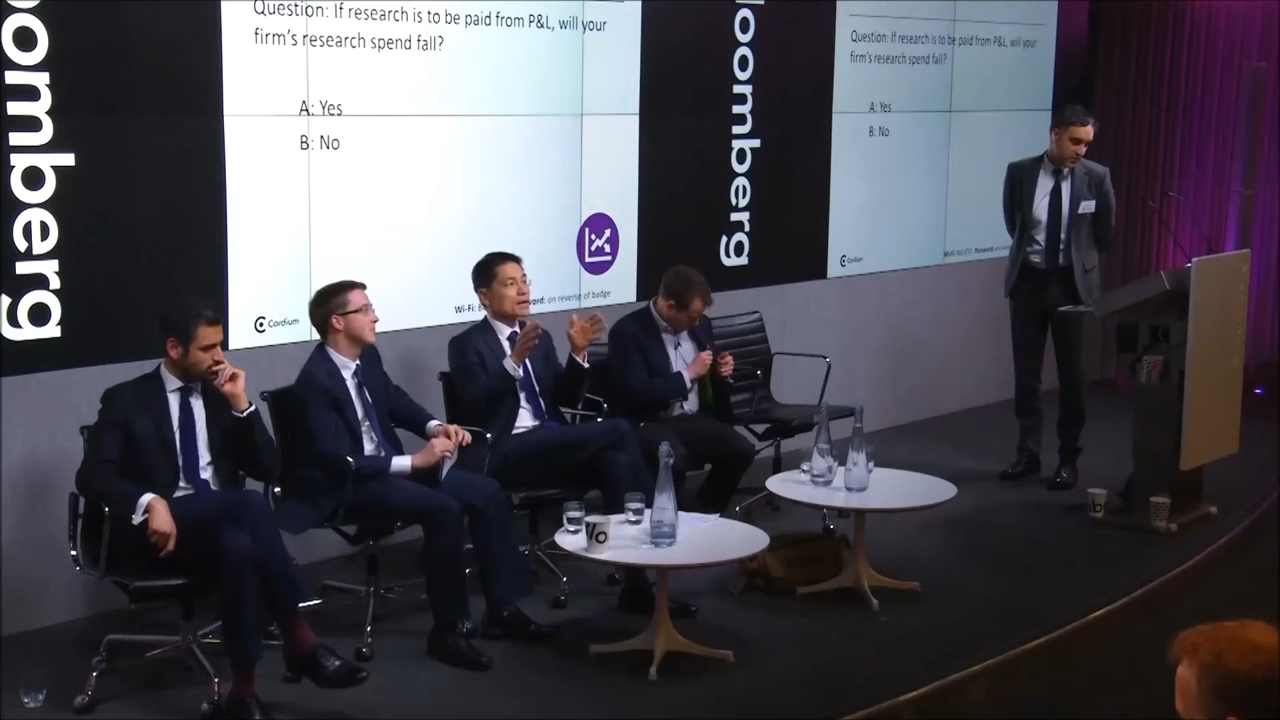 oomberg
Question: If research is to be paid from P&L, will your
firm's research spend fall?
A: Yes
B: No
Cordium
Wi-Fi:
word: on reverse of badge
loomberg
Question: If research is to be paid from P&L, will your
firm's research spend fall?
A: Yes
B: No
Cordium